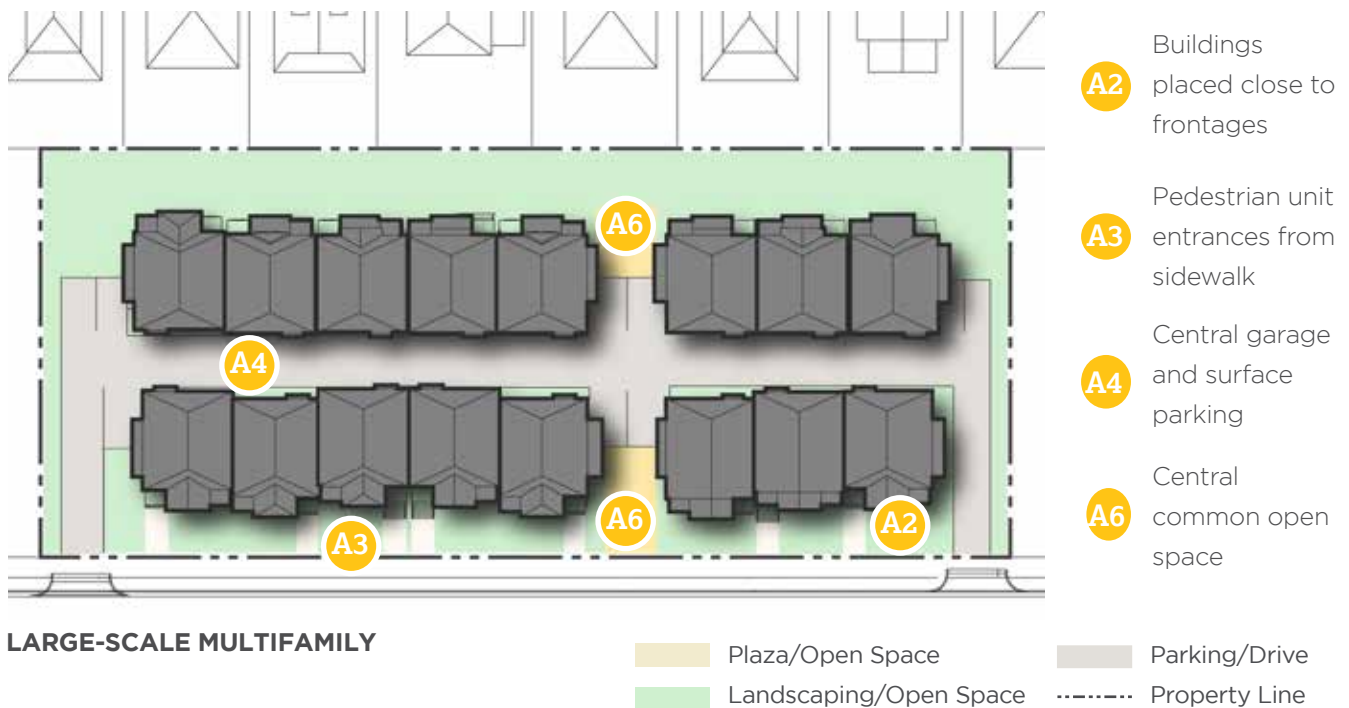 A6
A4
A6
A2
A3
A2
Buildings
placed close to
frontages
A3
Pedestrian unit
entrances from
sidewalk
A4
Central garage
and surface
parking
A6
Central
common open
space
LARGE-SCALE MULTIFAMILY
Plaza/Open Space
Landscaping/Open Space
Parking/Drive
Property Line